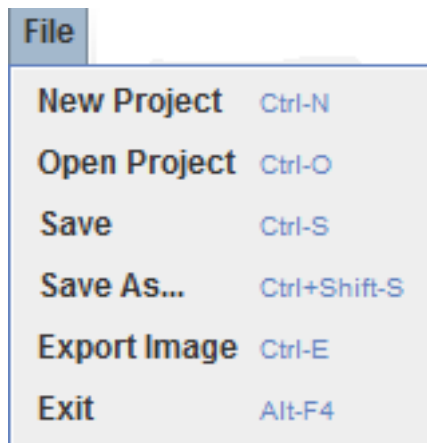 File
New Project Ctrl-N
Open Project Ctrl-O
Save Ctrl-S
Save As... Ctrl+Shift-S
Export Image Ctrl-E
Exit Alt-F4